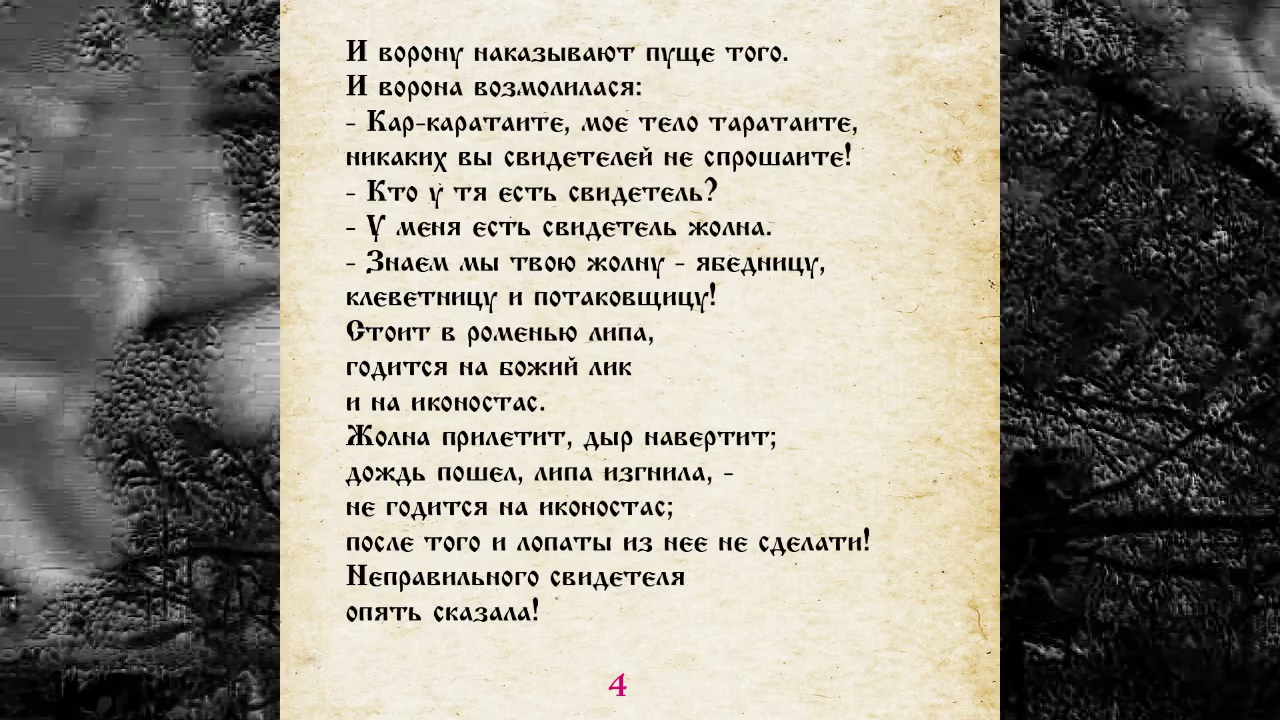 И ворону наказывают пуще того.
И ворона возмолилася:
- Кар-каратаите, мое тело таратаите,
никаких вы свидетелей не спрошаите!
- Кто у тя есть свидетель?
- У меня есть свидетель жолна.
- Знаем мы твою жолну - ябедницу,
клеветницу и потаковщицу!
Стоит в роменью липа,
годится на божий лик
и на иконостас.
Жолна прилетит, дыр навертит;
дождь пошел, липа изгнила, -
не годится на иконостас;
после того и лопаты из нее не сделати!
Неправильного свидетеля
опять сказала!
4